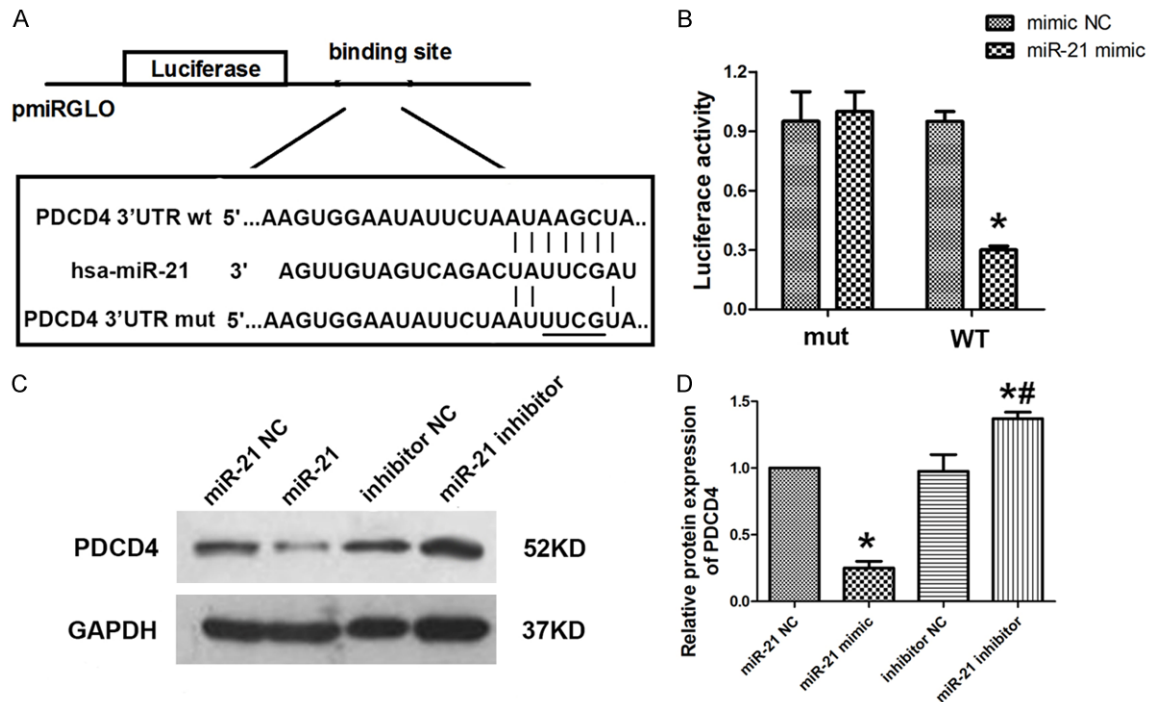 A
Luciferase
binding site
pmiRGLO
PDCD4 3'UTR wt 5'...AAGUGGAAUAUUCUAAUAAGCUA..
hsa-miR-21 3' AGUUGUAGUCAGACUAUUCGAU
PDCD4 3'UTR mut 5'...AAGUGGAAUAUUCUAAUUUCGUA..
B
mimic NC
miR-21 mimic
Luciferace activity
1.2
0.9
0.6
0.3
0.0
*
mut
WT
C
miR-21 NC
miR-21
inhibitor NC
miR-21 inhibitor
PDCD4
52KD
GAPDH
37KD
D
Relative protein expression
of PDCD4
1.5
1.0
0.5
0.0
*
*#
miR-21 NC
miR-21 mimic
inhibitor NC
miR-21 inhibitor